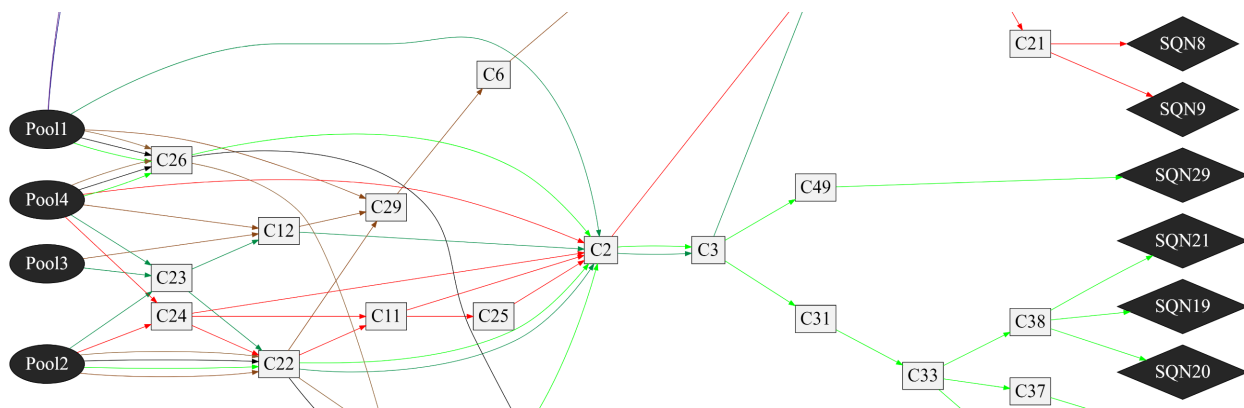 C21
SQN8
C6
SQN9
Pool1
C26
C49
SQN29
Pool4
C29
C12
C2
C3
SQN21
Pool3
C23
C24
C11
C25
C31
C38
SQN19
Pool2
C22
C33
SQN20
C37